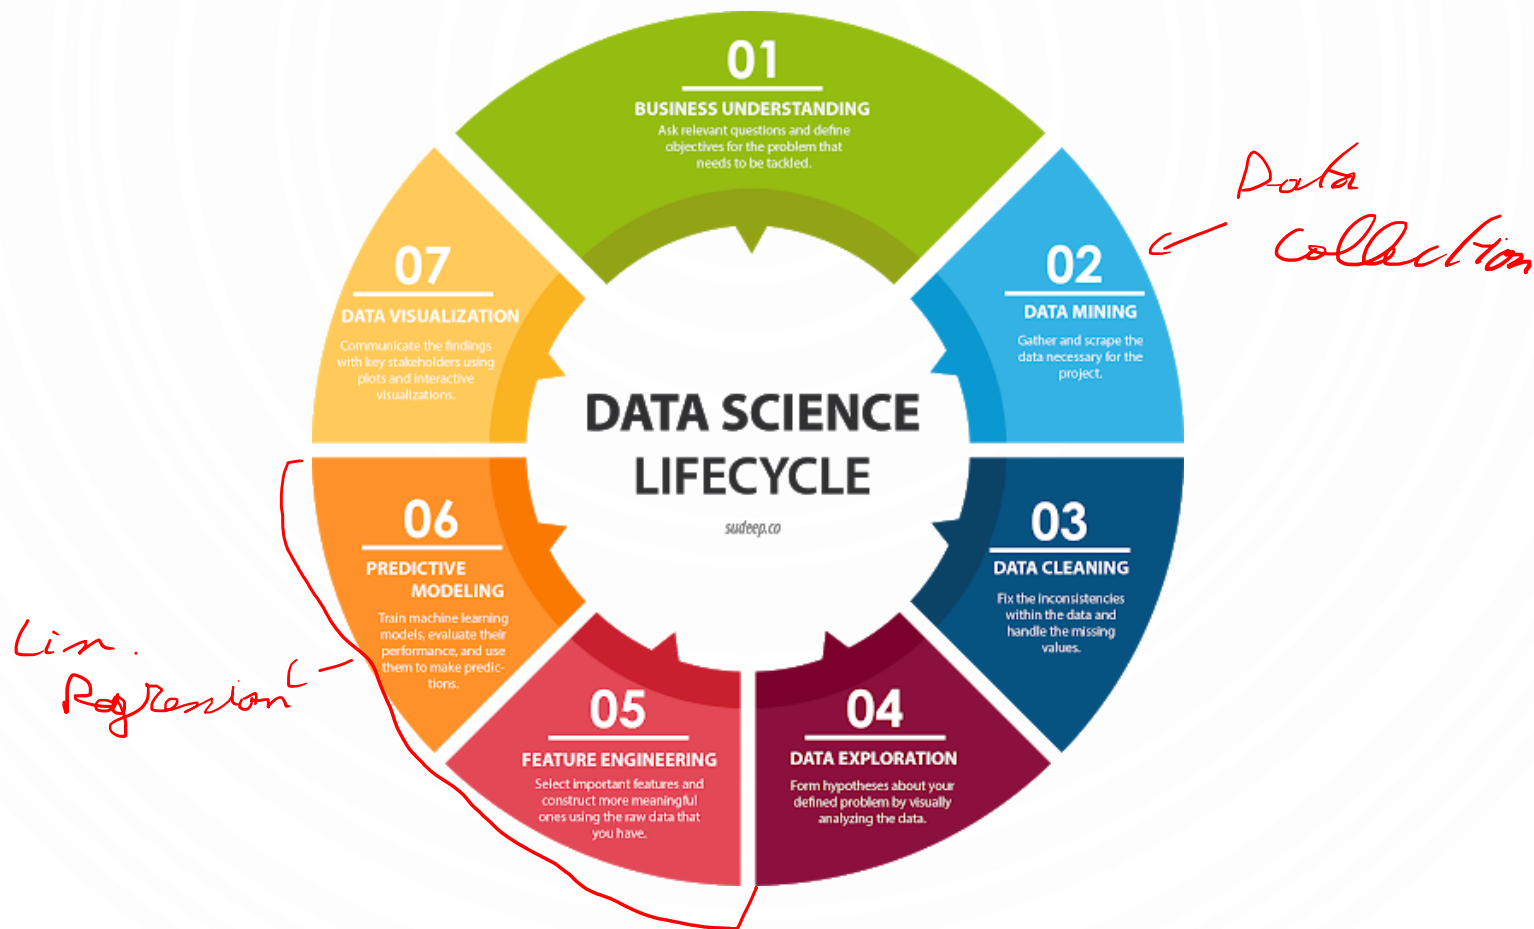 01
BUSINESS UNDERSTANDING
Ask relevant questions and define
objectives for the problem that
needs to be tackled.
Data
collection
02
DATA MINING
Gather and scrape the
data necessary for the
project.
03
DATA CLEANING
Fix the inconsistencies
within the data and
handle the missing
values.
04
DATA EXPLORATION
Form hypotheses about your
defined problem by visually
analyzing the data.
05
FEATURE ENGINEERING
Select important features and
construct more meaningful
ones using the raw data that
you have.
06
PREDICTIVE
MODELING
Train machine learning
models, evaluate their
performance, and use
them to make predic-
tions.
Lin.
Regression
07
DATA VISUALIZATION
Communicate the findings
with key stakeholders using
plots and interactive
visualizations.
DATA SCIENCE
LIFECYCLE
sudeep.co